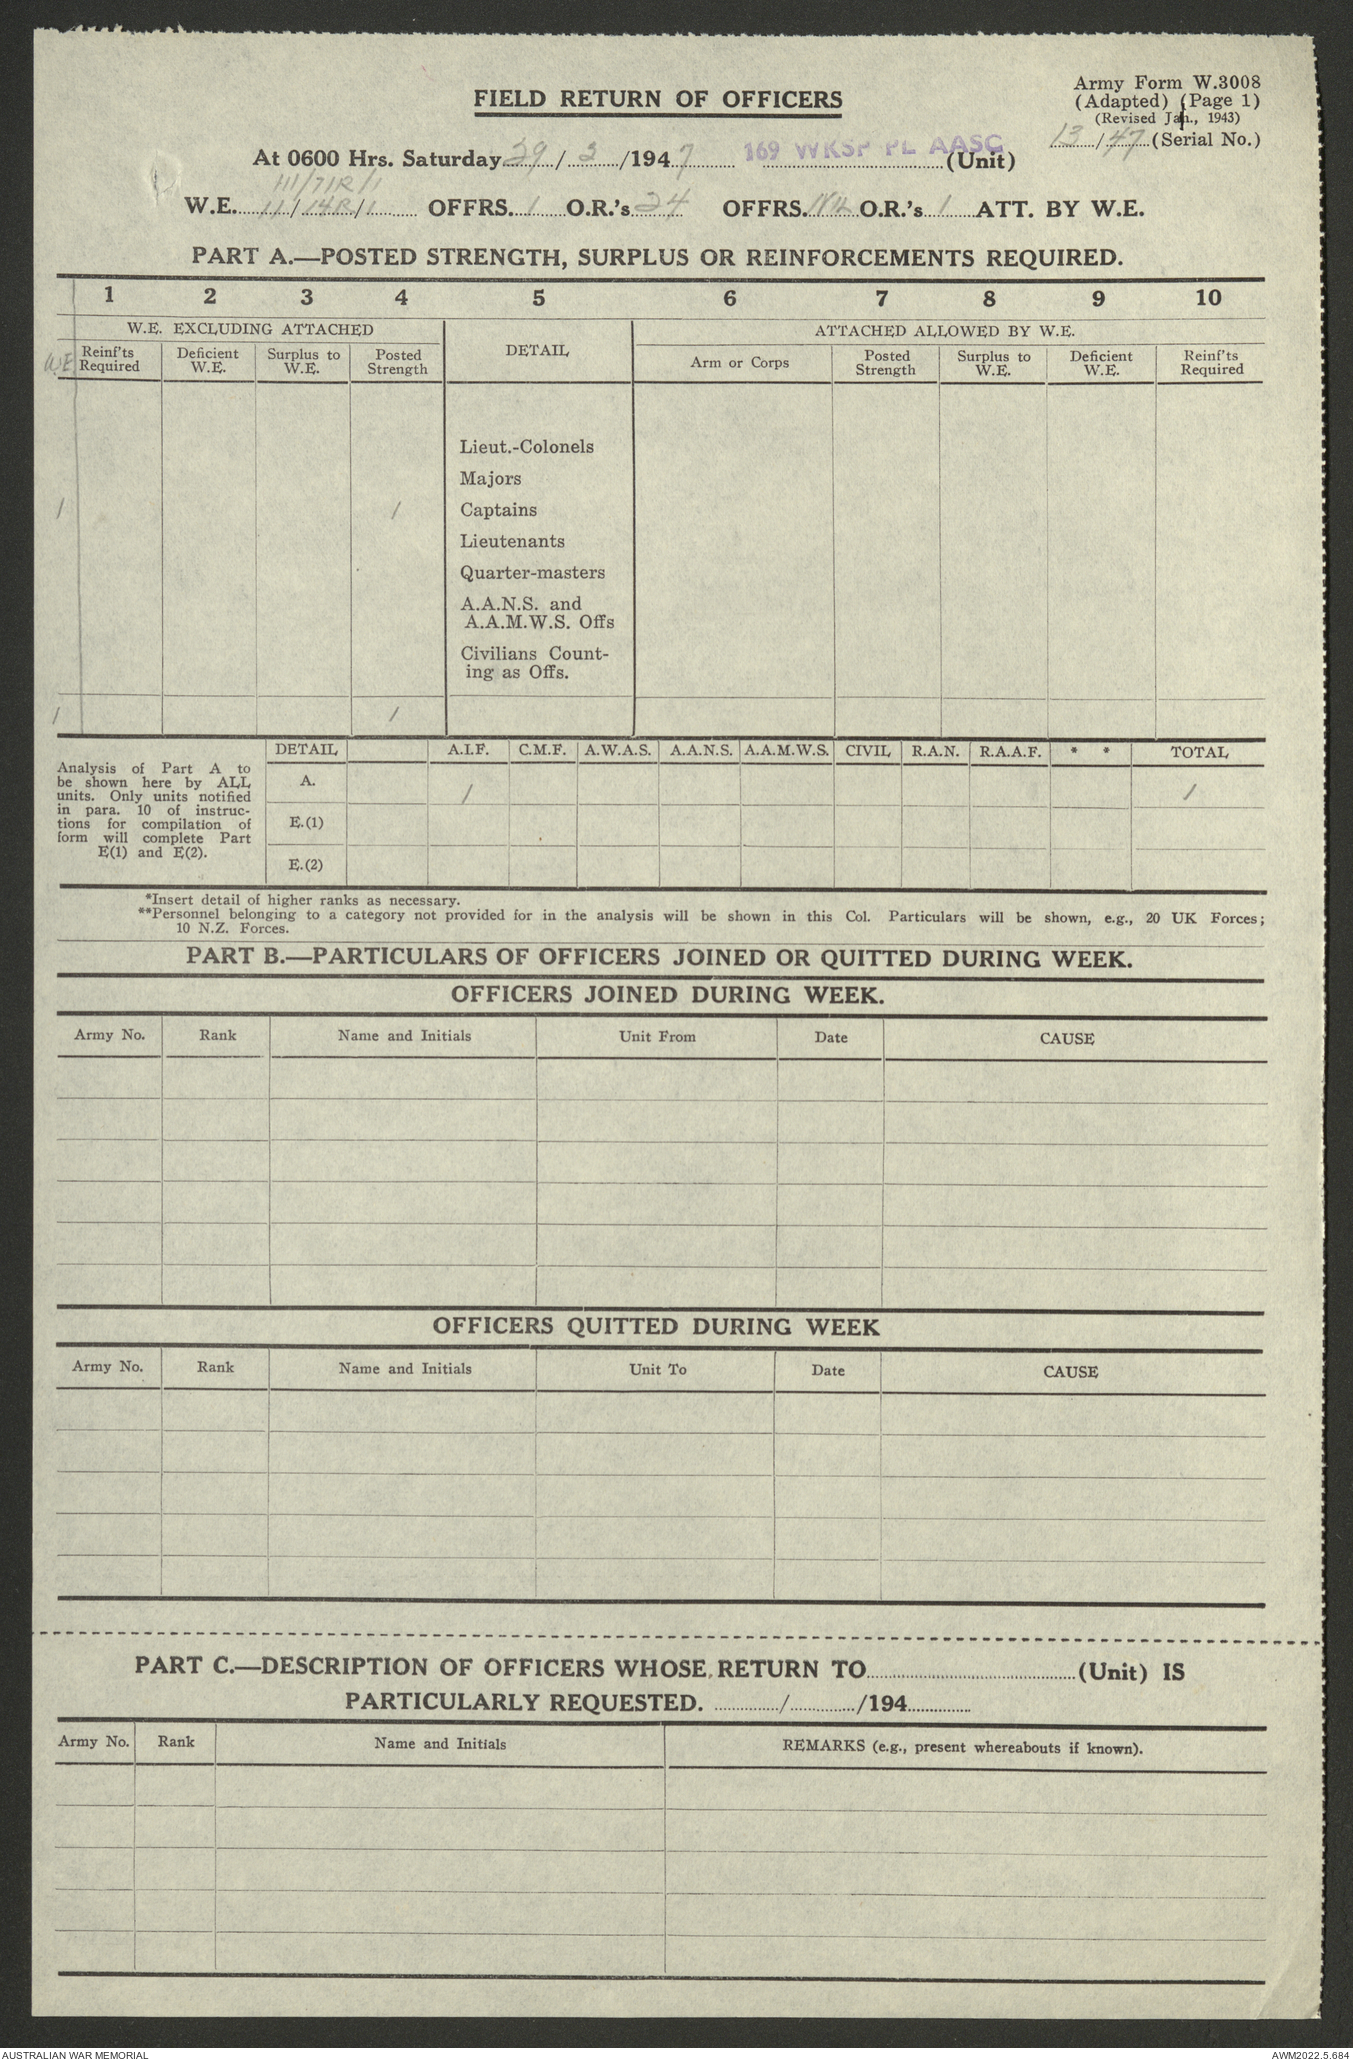 Army Form W.3008
FIELD RETURN OF OFFICERS
(Adapted) (Page 1)
(Revised Jan., 1943)
13/47 (Serial No.)
At 0600 Hrs. Saturday 29/3/1947 169 WKSP PL AASC (Unit)
III/71R/1
W.E. 11/14R/1 OFFRS. 1 O.R.'s 24 OFFRS. NIL O.R.'s 1 ATT. BY W.E.
PART A.—POSTED STRENGTH, SURPLUS OR REINFORCEMENTS REQUIRED.
1 2 3 4 5 6 7 8 9 10
W.E. EXCLUDING ATTACHED DETAIL ATTACHED ALLOWED BY W.E.
WE Reinf'ts Required Deficient W.E. Surplus to W.E. Posted Strength Arm or Corps Posted Strength Surplus to W.E. Deficient W.E. Reinf'ts Required
Lieut.-Colonels
Majors
1 1 Captains
Lieutenants
Quarter-masters
A.A.N.S. and
A.A.M.W.S. Offs
Civilians Count-
ing as Offs.
1 1
DETAIL A.I.F. C.M.F. A.W.A.S. A.A.N.S. A.A.M.W.S. CIVIL R.A.N. R.A.A.F. * * TOTAL
Analysis of Part A to
be shown here by ALL
units. Only units notified
in para. 10 of instruc-
tions for compilation of
form will complete Part
E(1) and E(2).
A. 1 1
E.(1)
E.(2)
*Insert detail of higher ranks as necessary.
**Personnel belonging to a category not provided for in the analysis will be shown in this Col. Particulars will be shown, e.g., 20 UK Forces;
10 N.Z. Forces.
PART B.—PARTICULARS OF OFFICERS JOINED OR QUITTED DURING WEEK.
OFFICERS JOINED DURING WEEK.
Army No. Rank Name and Initials Unit From Date CAUSE
OFFICERS QUITTED DURING WEEK
Army No. Rank Name and Initials Unit To Date CAUSE
PART C.—DESCRIPTION OF OFFICERS WHOSE RETURN TO (Unit) IS
PARTICULARLY REQUESTED. / /194
Army No. Rank Name and Initials REMARKS (e.g., present whereabouts if known).
AUSTRALIAN WAR MEMORIAL AWM2022.5.684